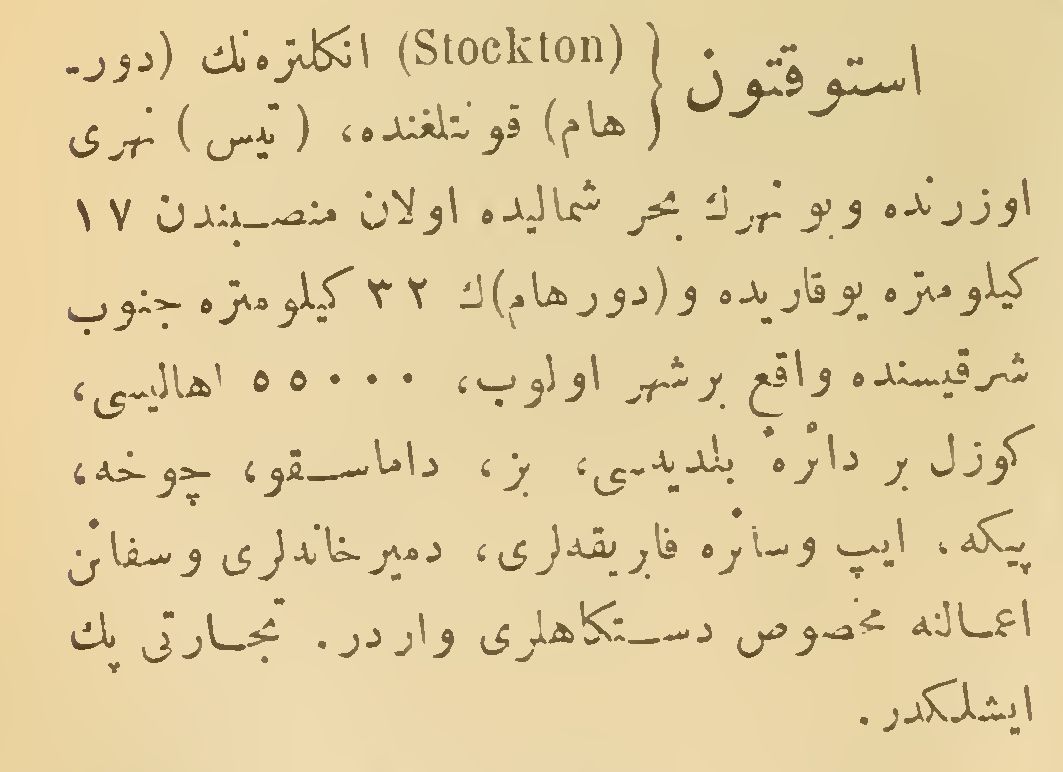 استوقتون } (Stockton) انكلتره‌نك (دور-
هام) قونتلغنده، (تيس) نهری
اوزرنده وبو نهرك بحر شماليده اولان منصبندن ١٧
كيلومتره يوقاريده و(دورهام)ك ٣٢ كيلومتره جنوب
شرقيسنده واقع برشهر اولوب، ٥٥٠٠٠ اهاليسی،
كوزل بر دائرهٔ بلديه‌سی، بز، داماسقو، چوخه،
پيكه، ايپ وسائره فابريقه‌لری، دميرخانه‌لری وسفائن
اعمالنه مخصوص دستكاهلری واردر. تجارتی پك
ايشلكدر.